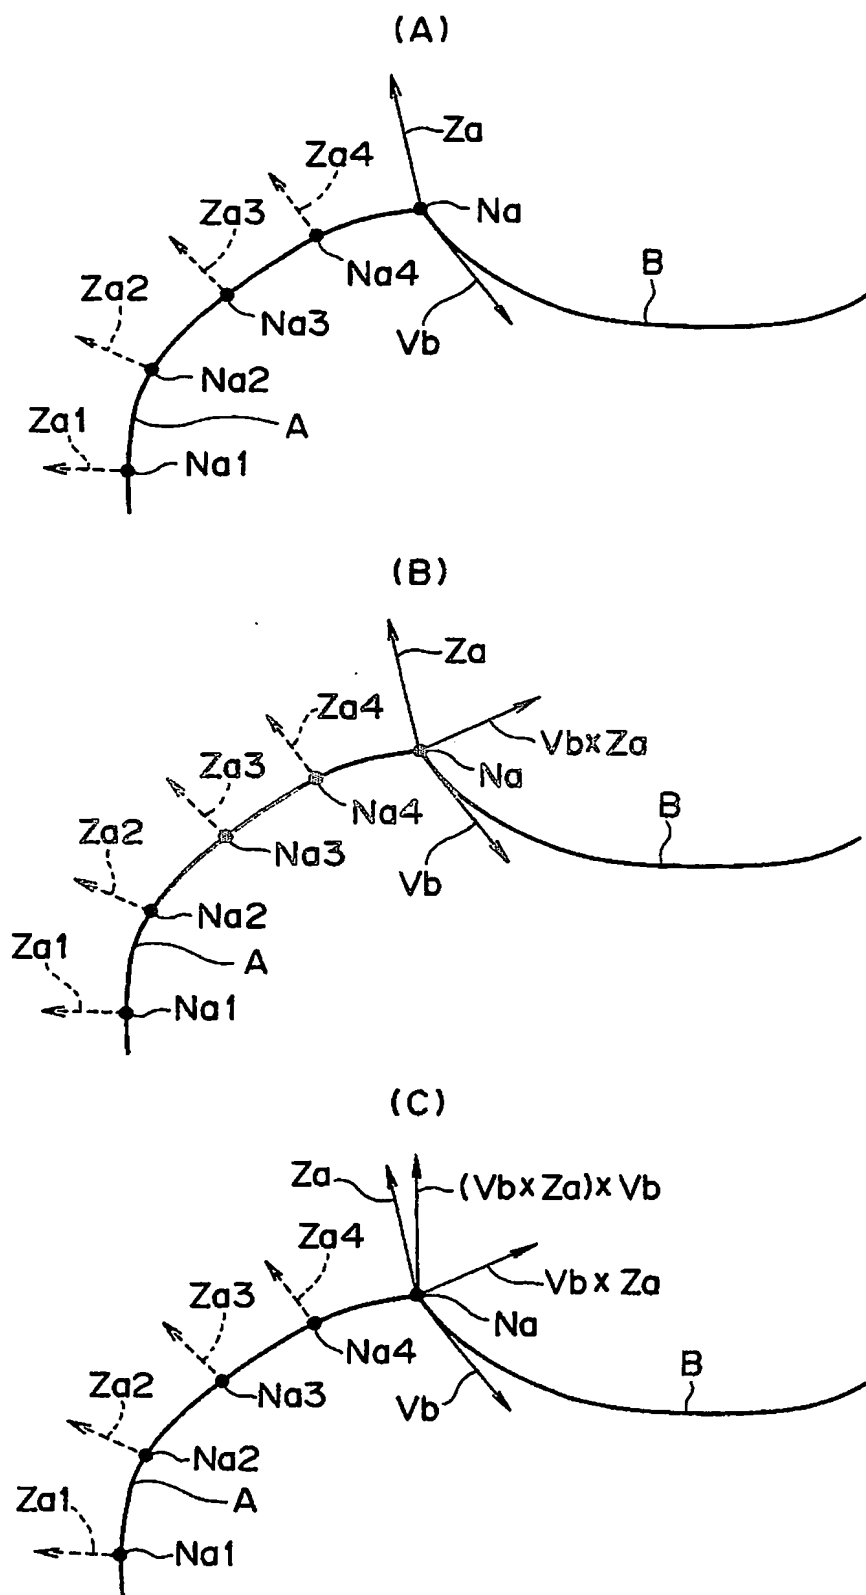 (A)
Za
Za4
Na
Za3
Na4
B
Za2
Na3
Vb
Na2
Za1
A
Na1
(B)
Za
Za4
Vb×Za
Na
Za3
Na4
B
Za2
Na3
Vb
Na2
Za1
A
Na1
(C)
Za
(Vb×Za)×Vb
Za4
Vb×Za
Za3
Na
Na4
B
Za2
Na3
Vb
Na2
Za1
A
Na1